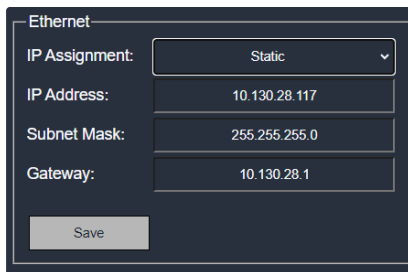 Ethernet
IP Assignment: Static
IP Address: 10.130.28.117
Subnet Mask: 255.255.255.0
Gateway: 10.130.28.1
Save